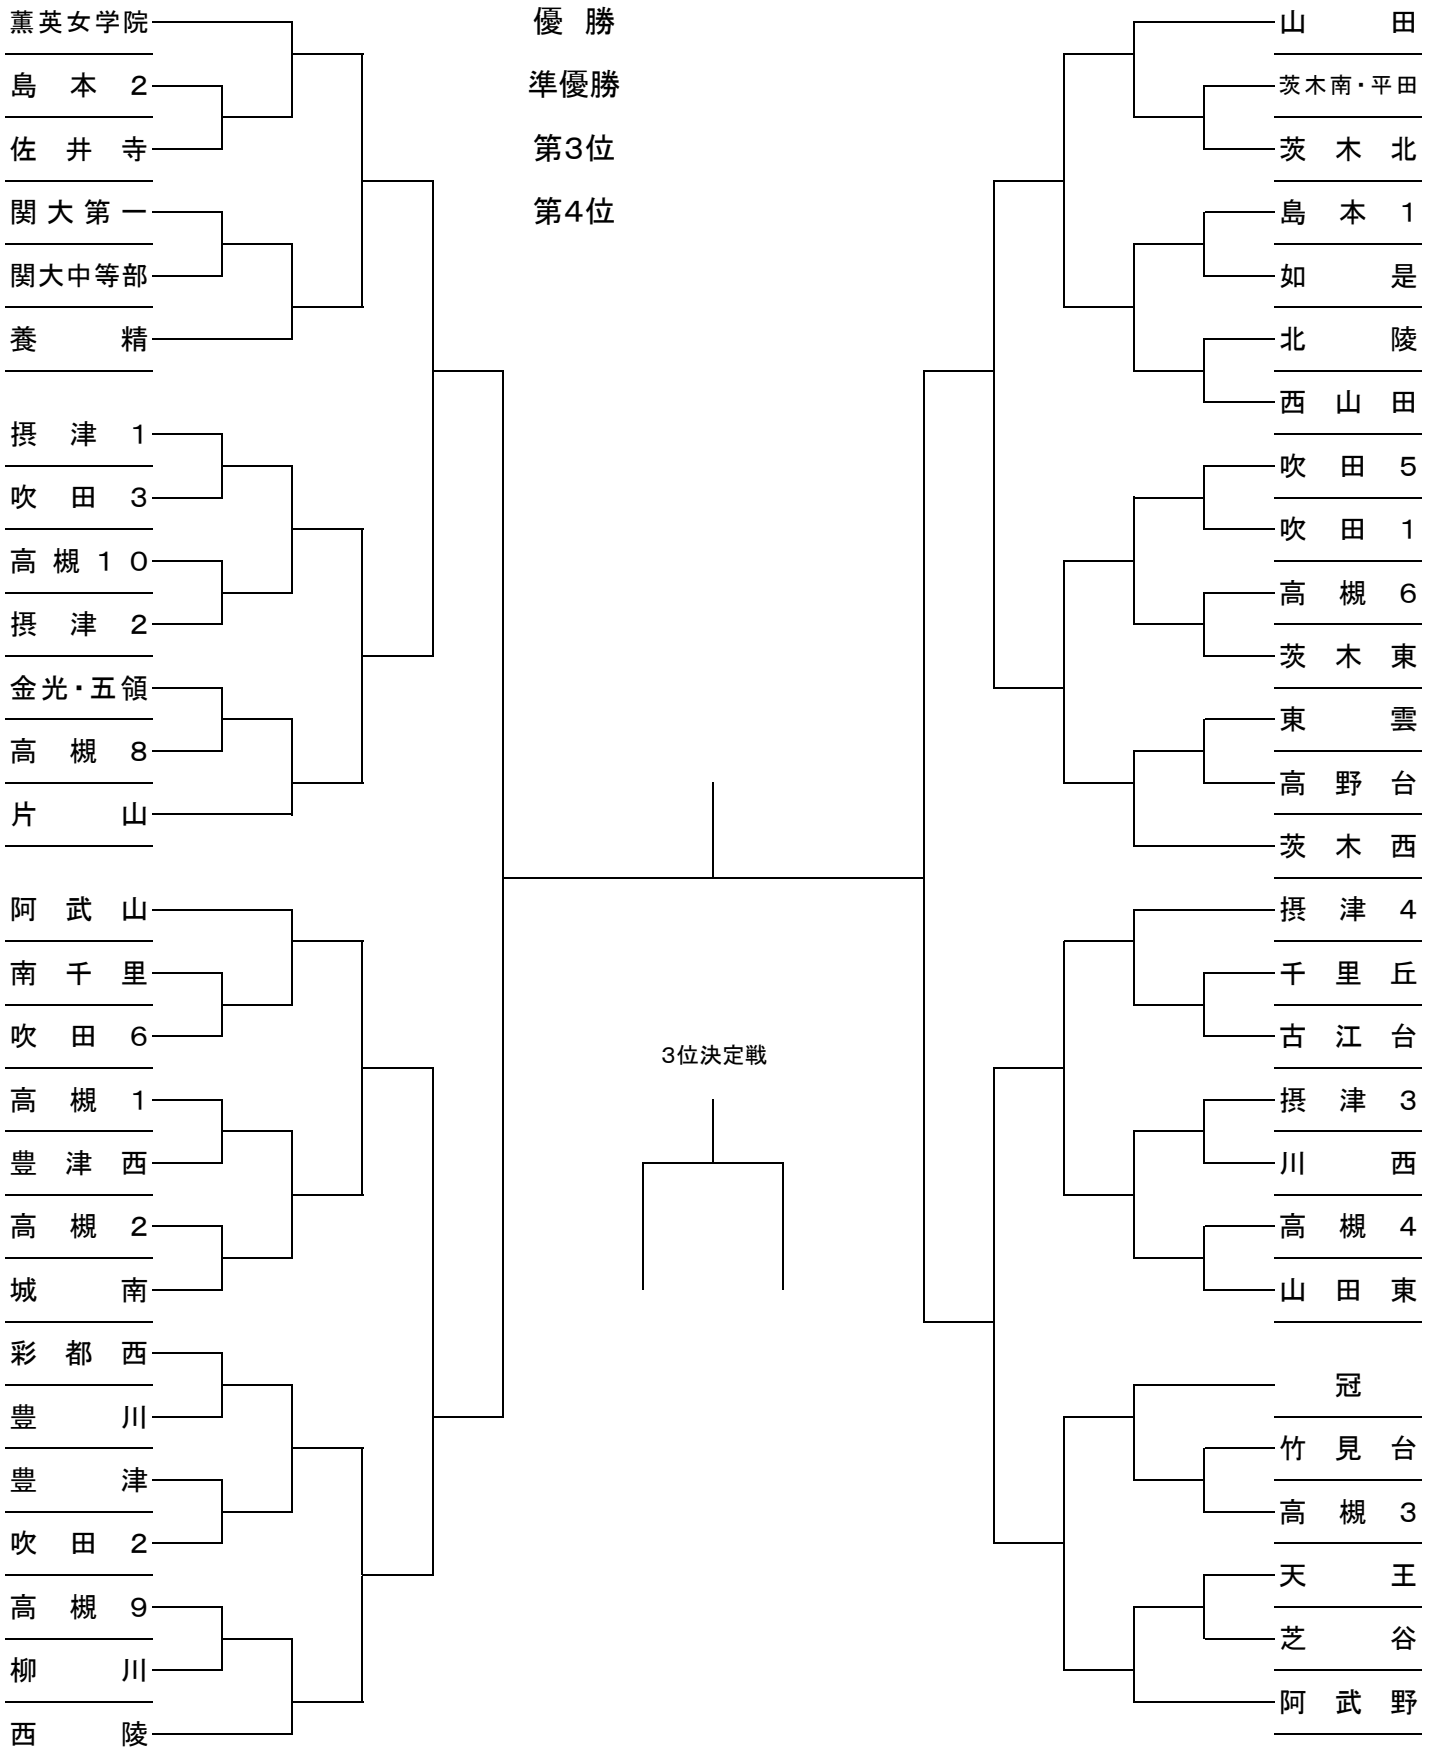 薫英女学院
島本2
佐井寺
関大第一
関大中等部
養精
摂津1
吹田3
高槻10
摂津2
金光・五領
高槻8
片山
阿武山
南千里
吹田6
高槻1
豊津西
高槻2
城南
彩都西
豊川
豊津
吹田2
高槻9
柳川
西陵
優勝
準優勝
第3位
第4位
3位決定戦
山田
茨木南・平田
茨木北
島本1
如是
北陵
西山田
吹田5
吹田1
高槻6
茨木東
東雲
高野台
茨木西
摂津4
千里丘
古江台
摂津3
川西
高槻4
山田東
冠
竹見台
高槻3
天王
芝谷
阿武野